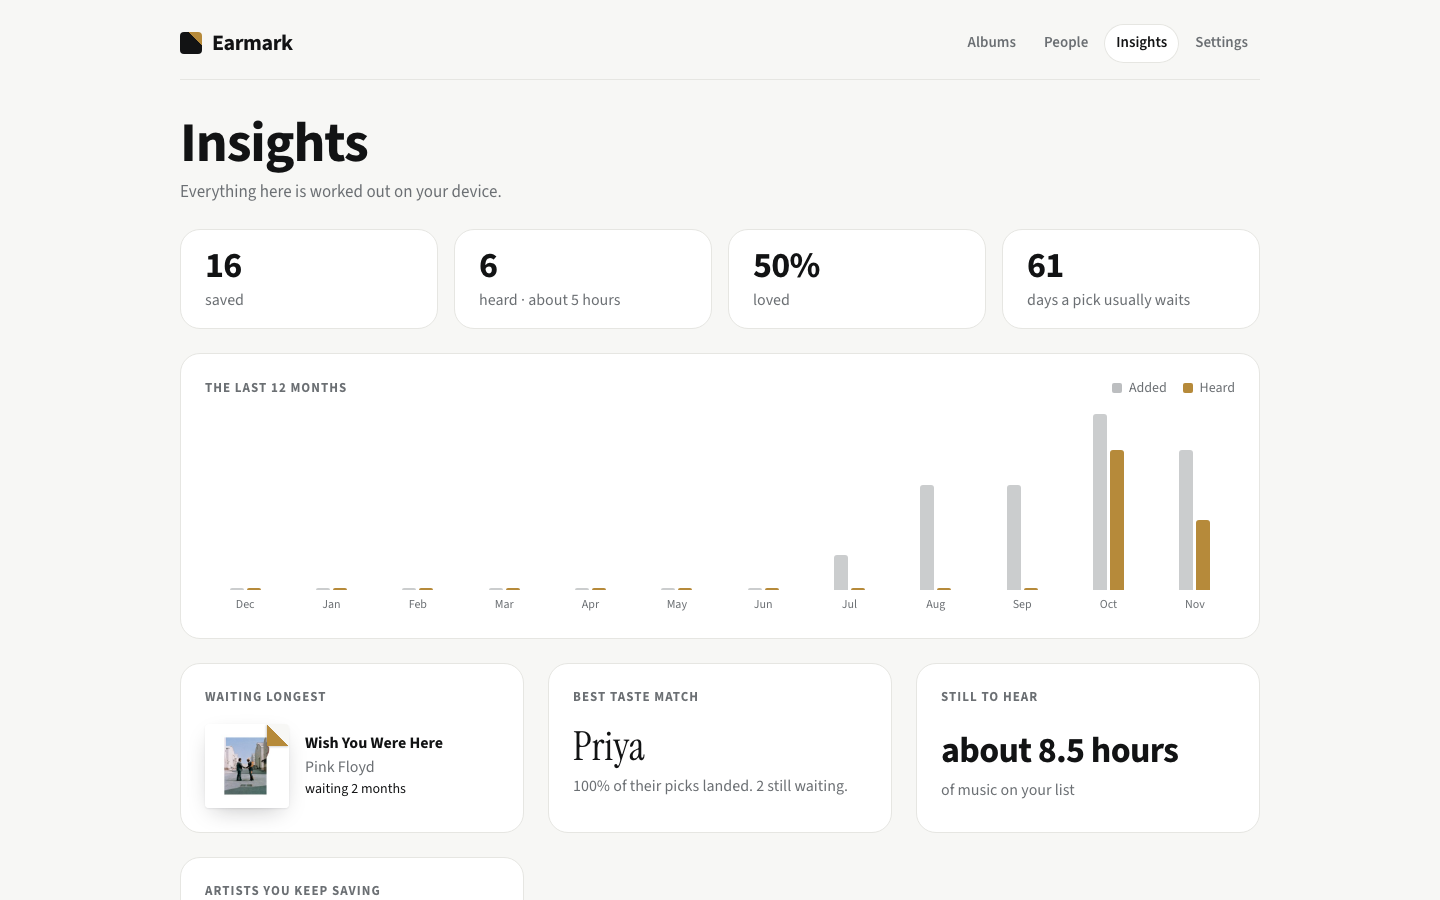 Earmark
Albums People Insights Settings
Insights
Everything here is worked out on your device.
16
saved
6
heard · about 5 hours
50%
loved
61
days a pick usually waits
THE LAST 12 MONTHS
Added Heard
Dec Jan Feb Mar Apr May Jun Jul Aug Sep Oct Nov
WAITING LONGEST
Wish You Were Here
Pink Floyd
waiting 2 months
BEST TASTE MATCH
Priya
100% of their picks landed. 2 still waiting.
STILL TO HEAR
about 8.5 hours
of music on your list
ARTISTS YOU KEEP SAVING